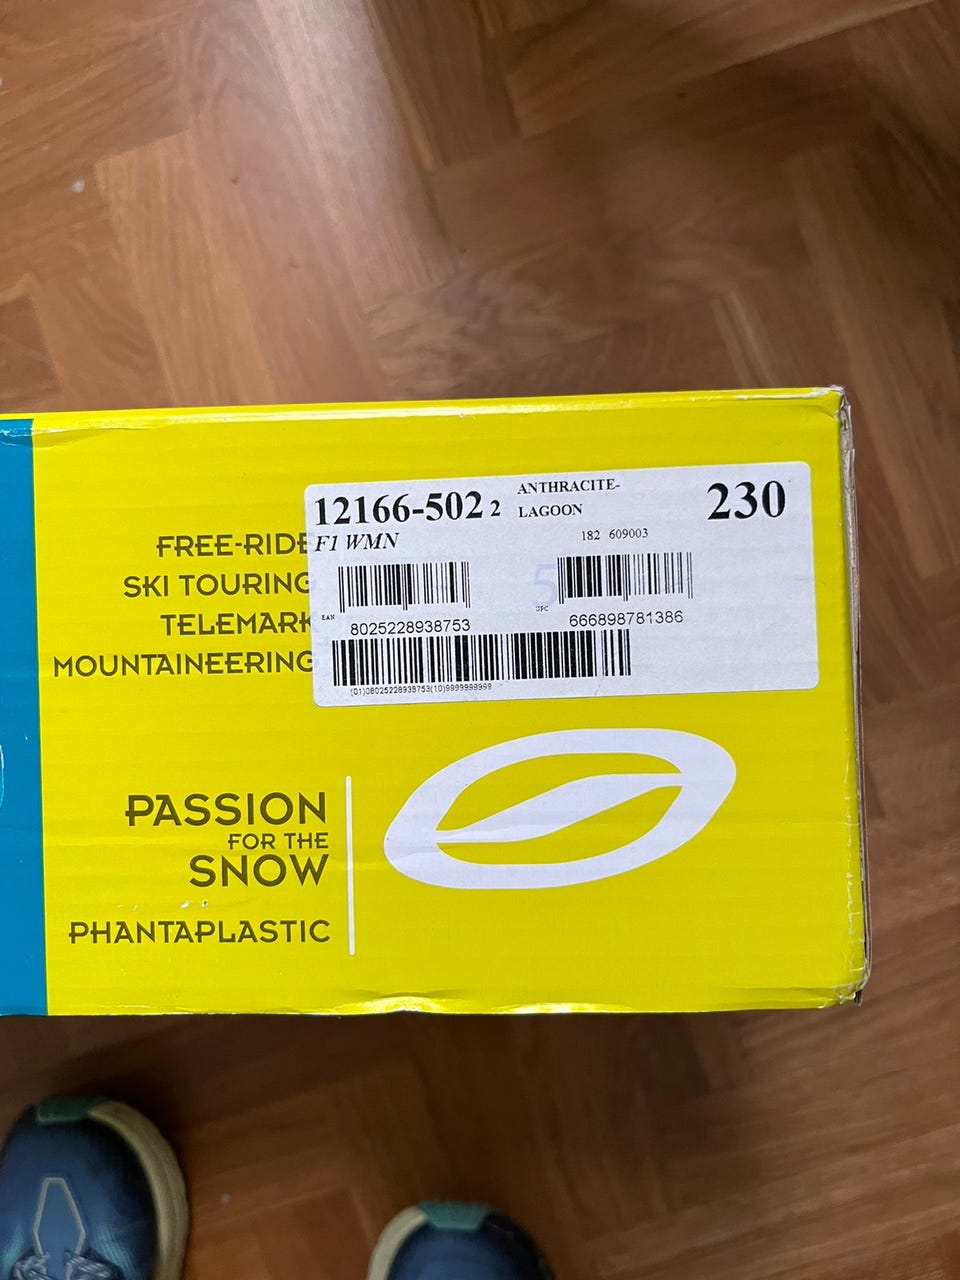 12166-502 2
ANTHRACITE-
LAGOON
230
F1 WMN
182 609003
5
EAN
8025228938753
UPC
666898781386
(01)08025228938753(10)9999999999
FREE-RIDE
SKI TOURING
TELEMARK
MOUNTAINEERING
PASSION
FOR THE
SNOW
PHANTAPLASTIC